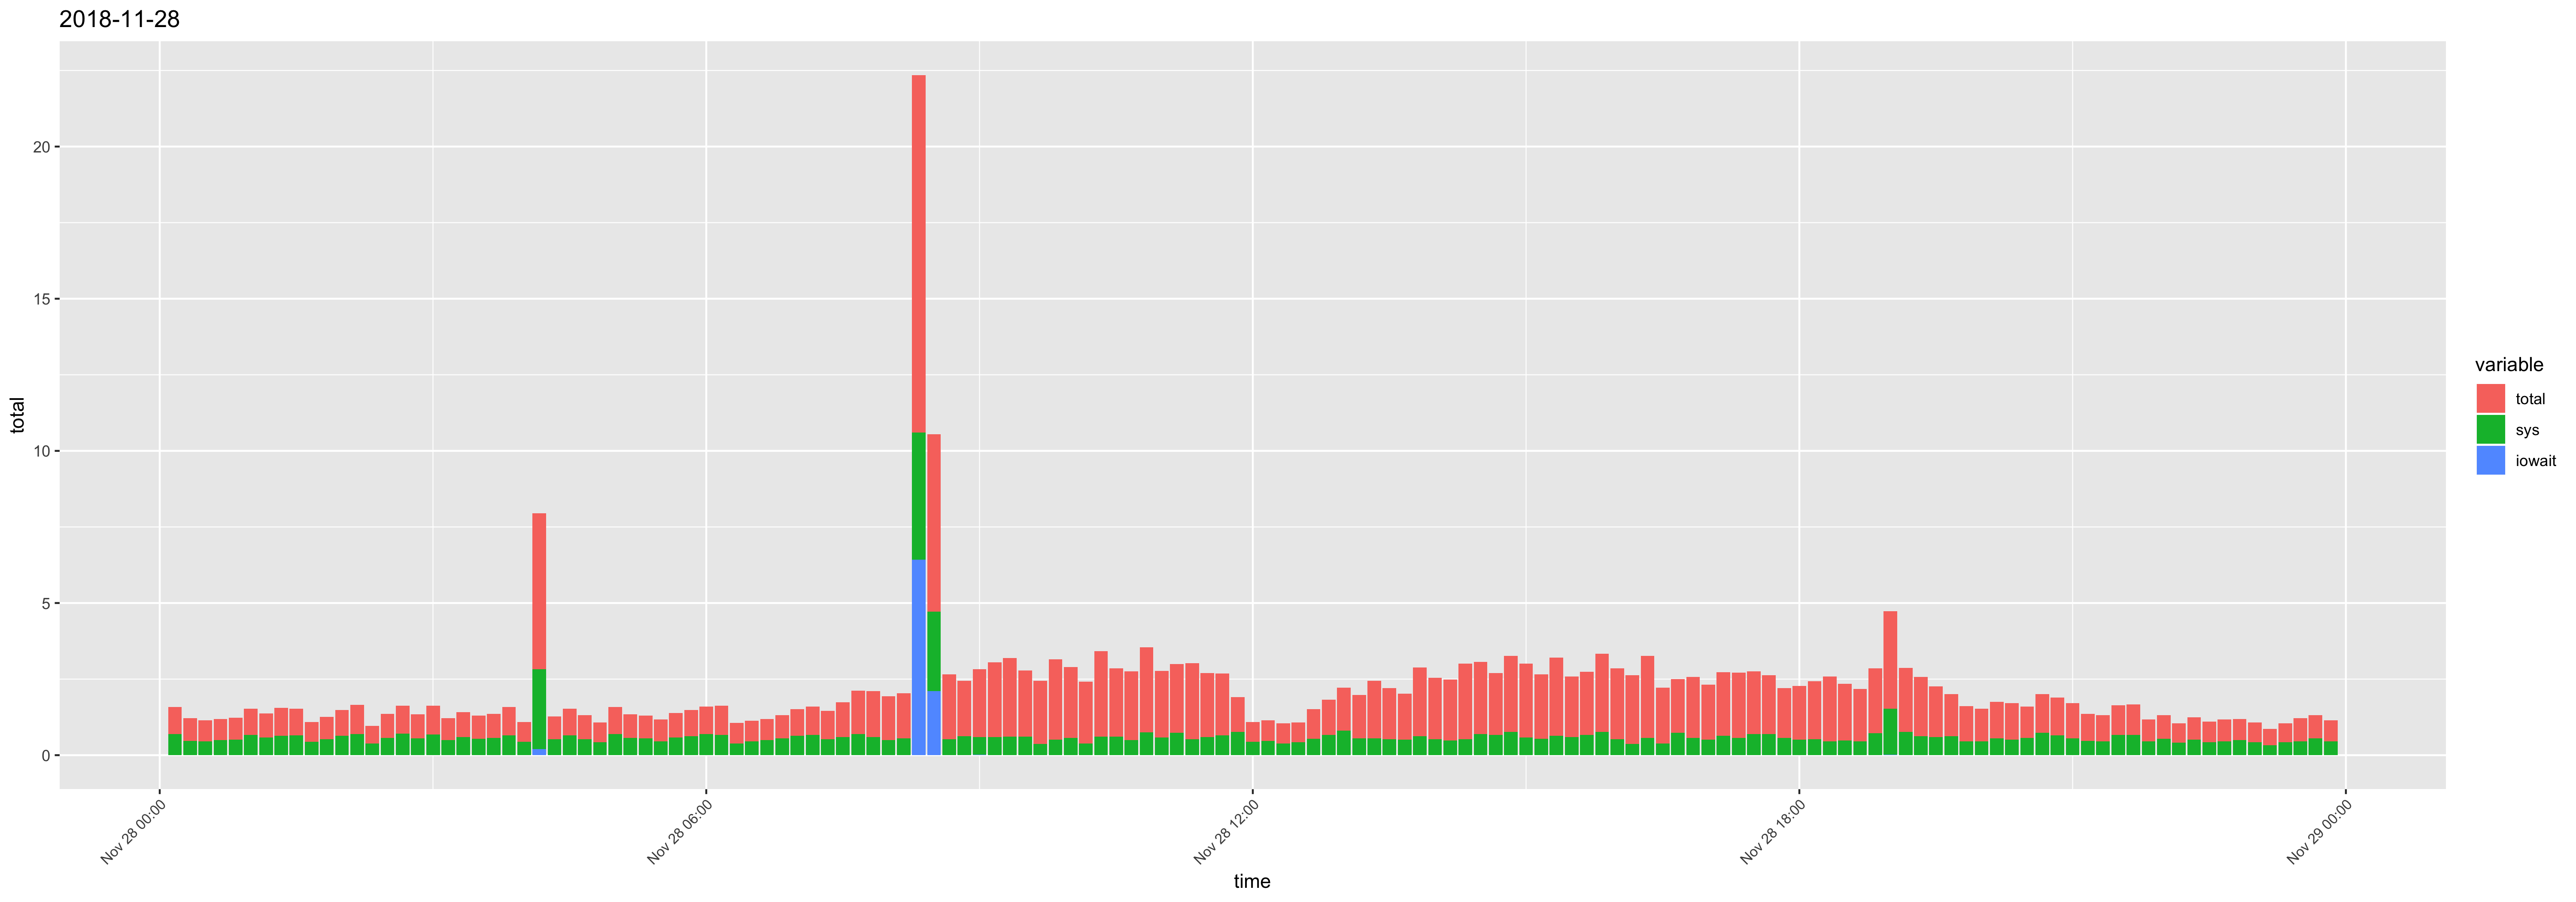 2018-11-28
total
20
15
10
5
0
Nov 28 00:00
Nov 28 06:00
Nov 28 12:00
Nov 28 18:00
Nov 29 00:00
time
variable
total
sys
iowait